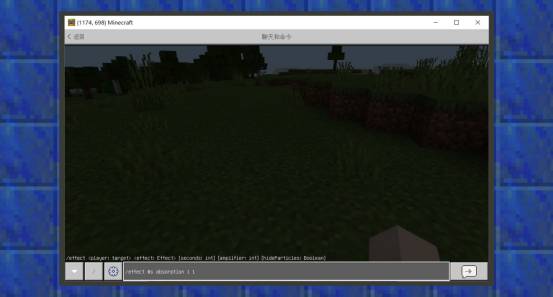 (1174, 698) Minecraft
返回
聊天和命令
/effect <player: target> <effect: Effect> [seconds: int] [amplifier: int] [hideParticles: Boolean]
/effect @s absorption 1 1